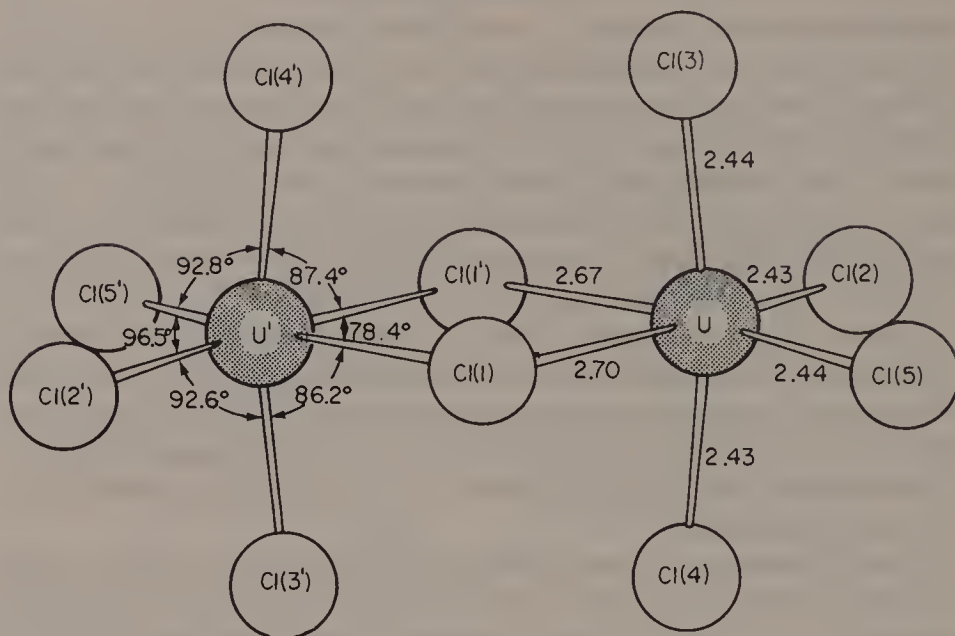 Cl(4')
Cl(3)
2.44
92.8°
87.4°
Cl(5')
Cl(1')
2.67
2.43
Cl(2)
96.5°
U'
78.4°
U
Cl(2')
Cl(1)
2.70
2.44
Cl(5)
92.6°
86.2°
2.43
Cl(3')
Cl(4)